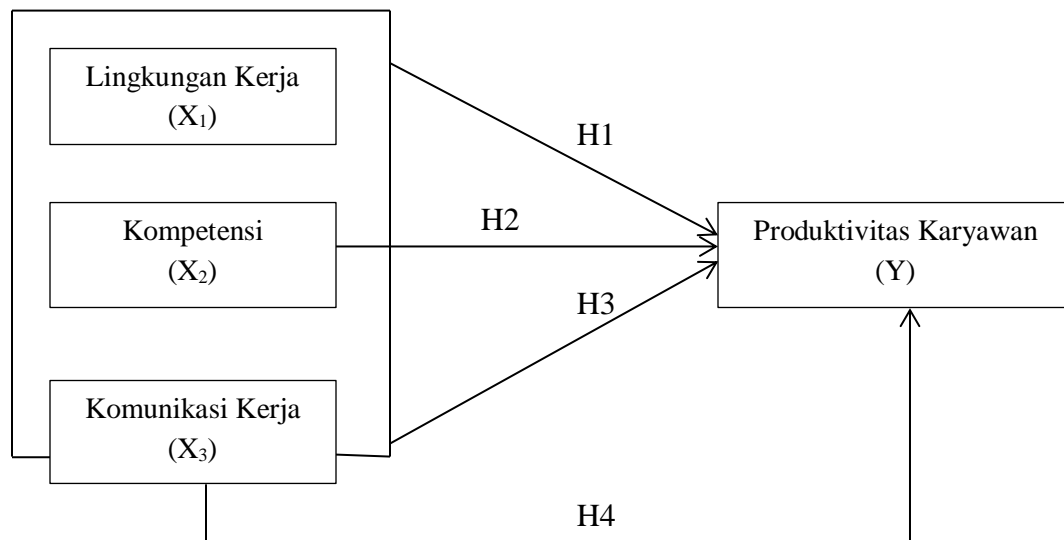 Lingkungan Kerja
(X₁)
H1
Kompetensi
(X₂)
H2
Produktivitas Karyawan
(Y)
H3
Komunikasi Kerja
(X₃)
H4